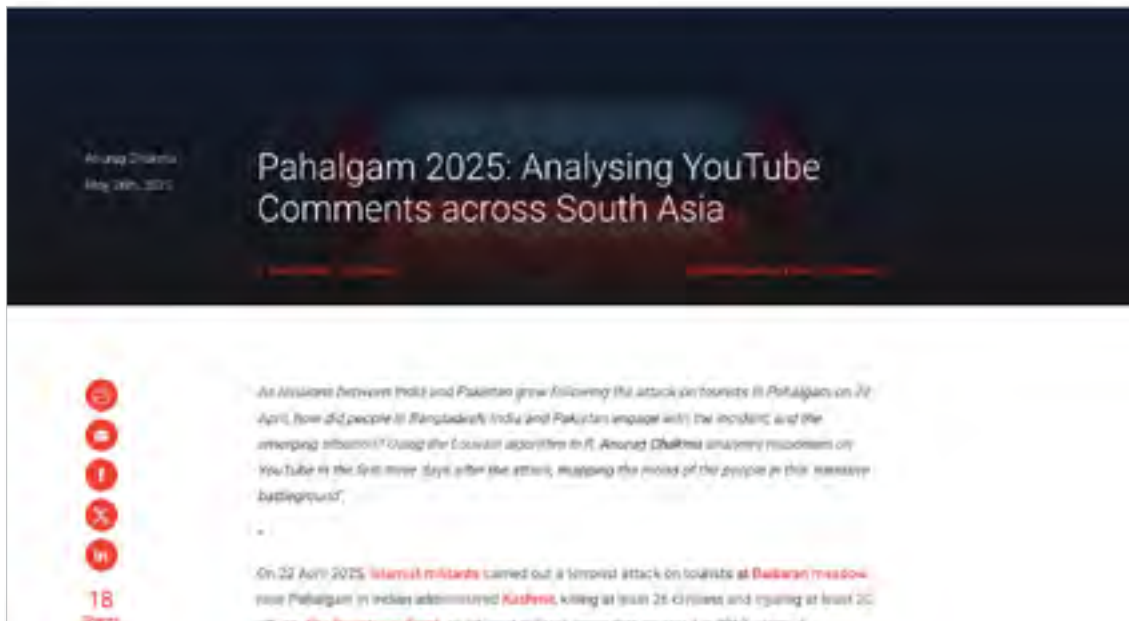 Anurag Chakma
May 26th, 2025
Pahalgam 2025: Analysing YouTube
Comments across South Asia
As tensions between India and Pakistan grew following the attack on tourists in Pahalgam on 22
April, how did people in Bangladesh, India and Pakistan engage with the incident, and the
emerging situation? Using the Louvain algorithm in R, Anurag Chakma analyses responses on
YouTube in the first three days after the attack, mapping the mood of the people in this
battleground'.
On 22 April 2025, Islamist militants carried out a terrorist attack on tourists at Baisaran meadow
near Pahalgam in Indian administered Kashmir, killing at least 26 civilians and injuring at least 20
18
Shares